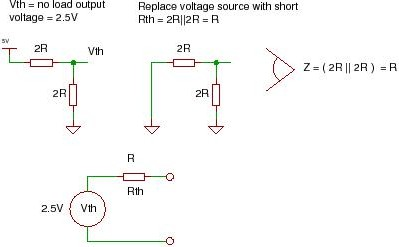 Vth = no load output
voltage = 2.5V
Replace voltage source with short
Rth = 2R||2R = R
5V
2R
Vth
2R
2R
2R
Z = ( 2R || 2R ) = R
R
Rth
2.5V
Vth